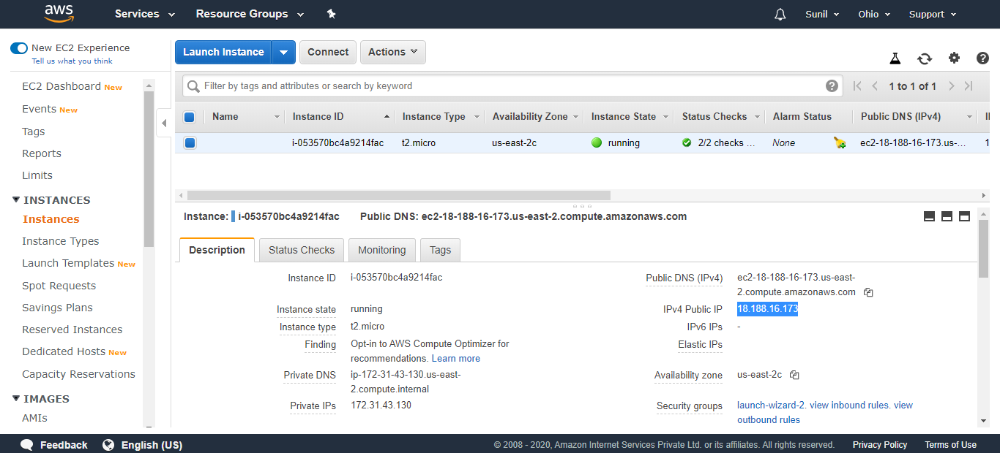 aws Services Resource Groups Sunil Ohio Support
New EC2 Experience
Tell us what you think
EC2 Dashboard New
Events New
Tags
Reports
Limits
INSTANCES
Instances
Instance Types
Launch Templates New
Spot Requests
Savings Plans
Reserved Instances
Dedicated Hosts New
Capacity Reservations
IMAGES
AMIs
Launch Instance Connect Actions
Filter by tags and attributes or search by keyword ? 1 to 1 of 1
Name Instance ID Instance Type Availability Zone Instance State Status Checks Alarm Status Public DNS (IPv4)
i-053570bc4a9214fac t2.micro us-east-2c running 2/2 checks ... None ec2-18-188-16-173.us-... 1
Instance: i-053570bc4a9214fac Public DNS: ec2-18-188-16-173.us-east-2.compute.amazonaws.com
Description Status Checks Monitoring Tags
Instance ID i-053570bc4a9214fac
Instance state running
Instance type t2.micro
Finding Opt-in to AWS Compute Optimizer for
recommendations. Learn more
Private DNS ip-172-31-43-130.us-east-
2.compute.internal
Private IPs 172.31.43.130
Public DNS (IPv4) ec2-18-188-16-173.us-east-
2.compute.amazonaws.com
IPv4 Public IP 18.188.16.173
IPv6 IPs -
Elastic IPs
Availability zone us-east-2c
Security groups launch-wizard-2. view inbound rules. view
outbound rules
Feedback English (US) © 2008 - 2020, Amazon Internet Services Private Ltd. or its affiliates. All rights reserved. Privacy Policy Terms of Use